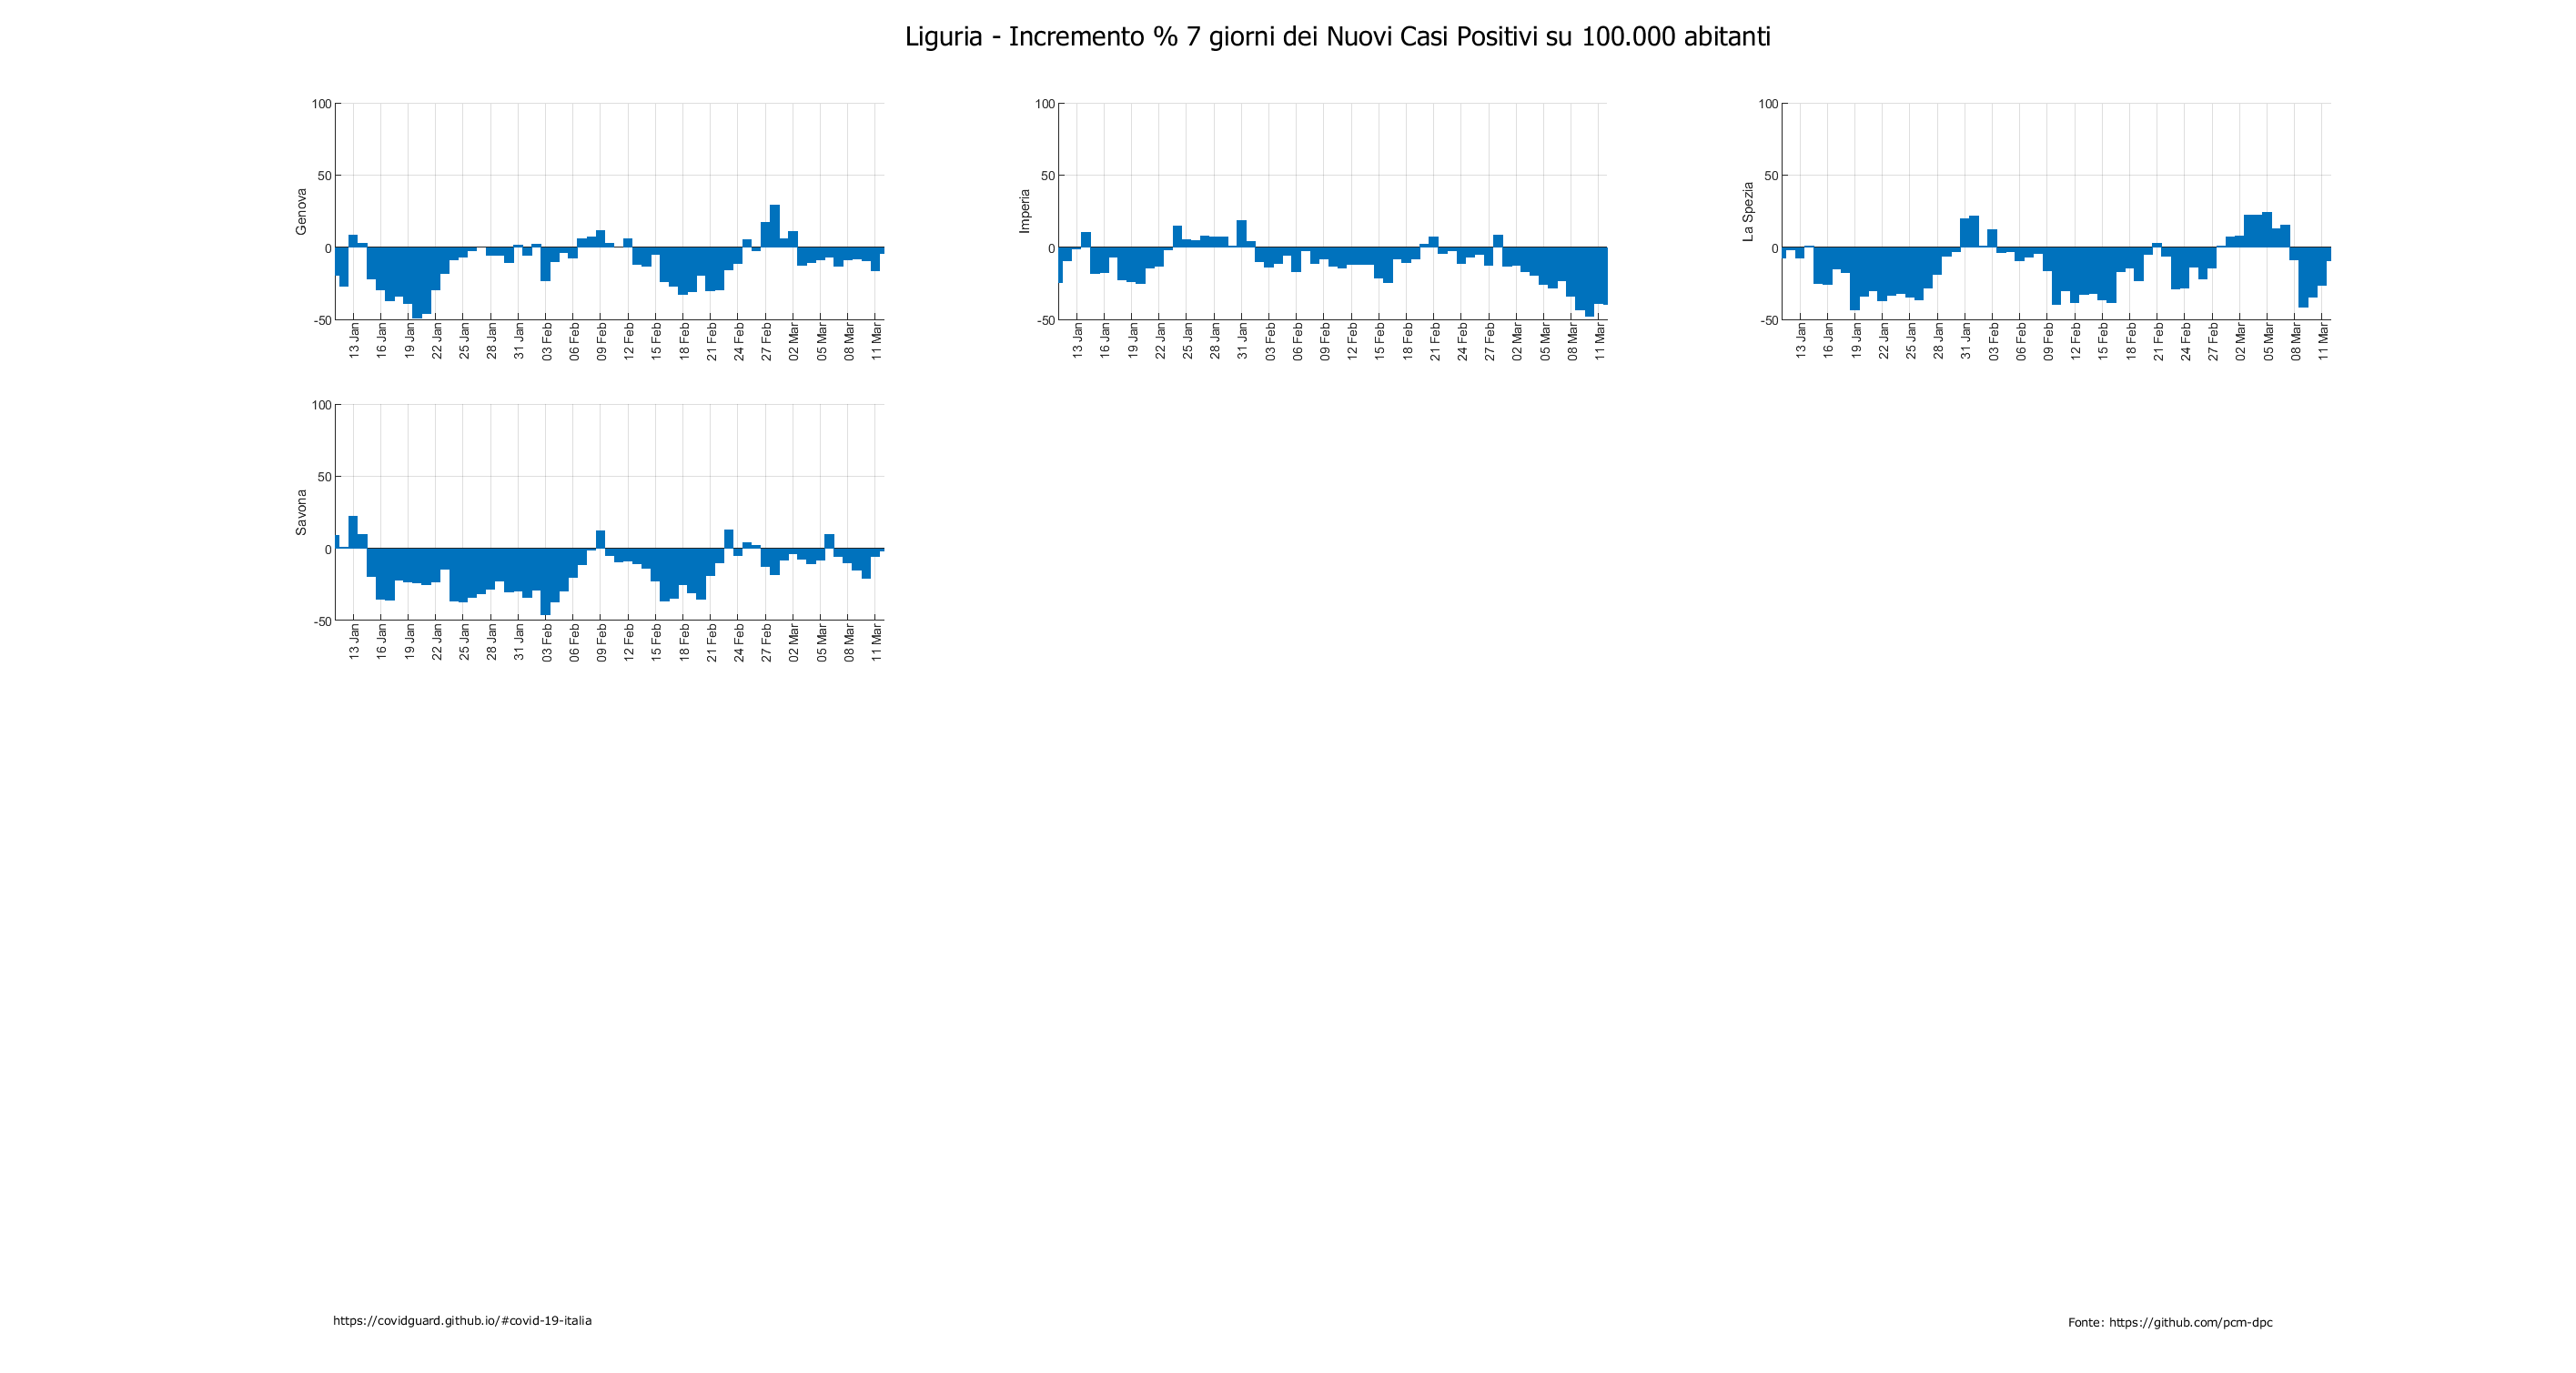 Liguria - Incremento % 7 giorni dei Nuovi Casi Positivi su 100.000 abitanti
Genova
100
50
0
-50
13 Jan 16 Jan 19 Jan 22 Jan 25 Jan 28 Jan 31 Jan 03 Feb 06 Feb 09 Feb 12 Feb 15 Feb 18 Feb 21 Feb 24 Feb 27 Feb 02 Mar 05 Mar 08 Mar 11 Mar
Imperia
100
50
0
-50
13 Jan 16 Jan 19 Jan 22 Jan 25 Jan 28 Jan 31 Jan 03 Feb 06 Feb 09 Feb 12 Feb 15 Feb 18 Feb 21 Feb 24 Feb 27 Feb 02 Mar 05 Mar 08 Mar 11 Mar
La Spezia
100
50
0
-50
13 Jan 16 Jan 19 Jan 22 Jan 25 Jan 28 Jan 31 Jan 03 Feb 06 Feb 09 Feb 12 Feb 15 Feb 18 Feb 21 Feb 24 Feb 27 Feb 02 Mar 05 Mar 08 Mar 11 Mar
Savona
100
50
0
-50
13 Jan 16 Jan 19 Jan 22 Jan 25 Jan 28 Jan 31 Jan 03 Feb 06 Feb 09 Feb 12 Feb 15 Feb 18 Feb 21 Feb 24 Feb 27 Feb 02 Mar 05 Mar 08 Mar 11 Mar
https://covidguard.github.io/#covid-19-italia
Fonte: https://github.com/pcm-dpc